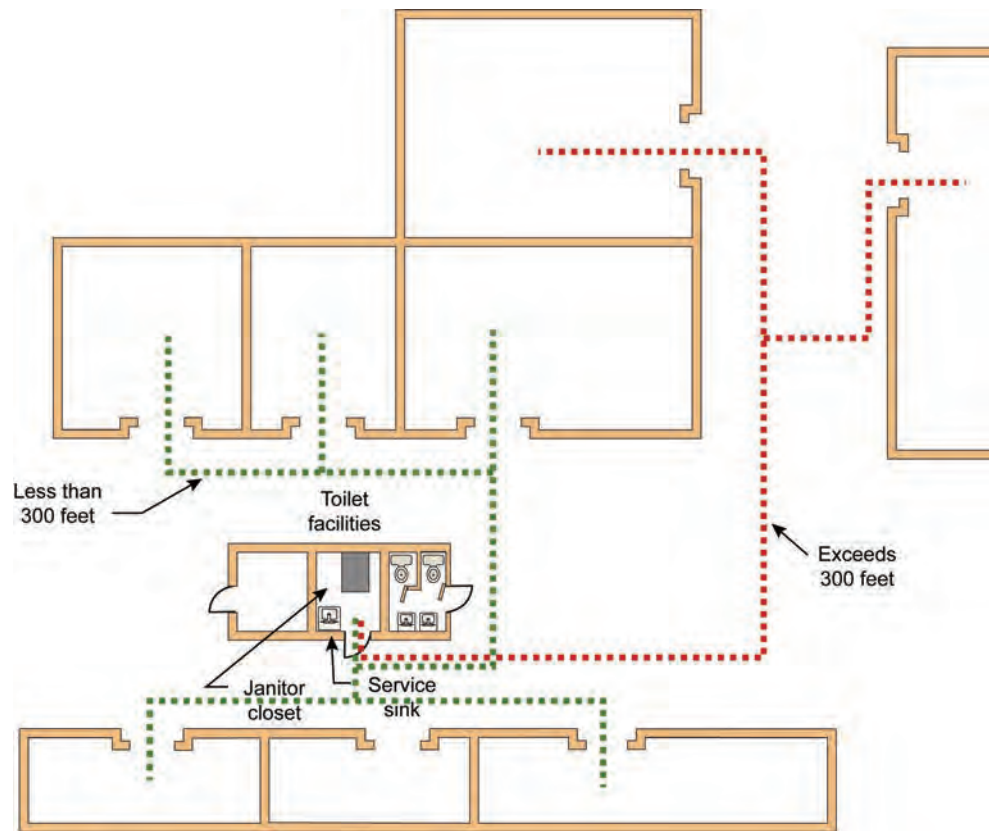 Less than
300 feet
Toilet
facilities
Exceeds
300 feet
Janitor
closet
Service
sink